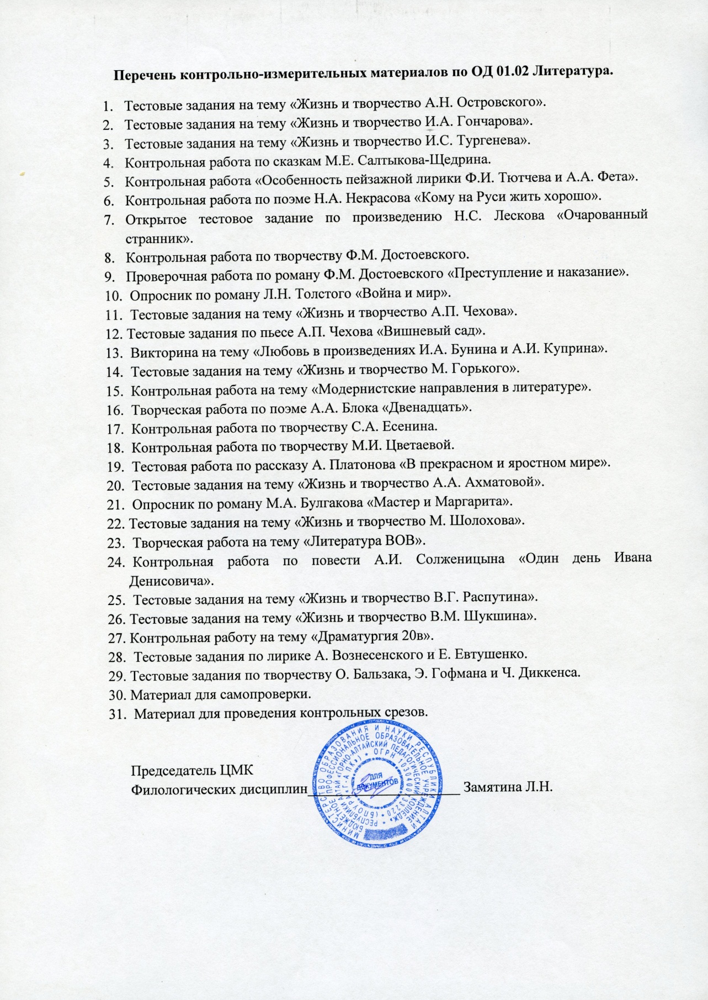 Перечень контрольно-измерительных материалов по ОД 01.02 Литература.
1. Тестовые задания на тему «Жизнь и творчество А.Н. Островского».
2. Тестовые задания на тему «Жизнь и творчество И.А. Гончарова».
3. Тестовые задания на тему «Жизнь и творчество И.С. Тургенева».
4. Контрольная работа по сказкам М.Е. Салтыкова-Щедрина.
5. Контрольная работа «Особенность пейзажной лирики Ф.И. Тютчева и А.А. Фета».
6. Контрольная работа по поэме Н.А. Некрасова «Кому на Руси жить хорошо».
7. Открытое тестовое задание по произведению Н.С. Лескова «Очарованный
странник».
8. Контрольная работа по творчеству Ф.М. Достоевского.
9. Проверочная работа по роману Ф.М. Достоевского «Преступление и наказание».
10. Опросник по роману Л.Н. Толстого «Война и мир».
11. Тестовые задания на тему «Жизнь и творчество А.П. Чехова».
12. Тестовые задания по пьесе А.П. Чехова «Вишневый сад».
13. Викторина на тему «Любовь в произведениях И.А. Бунина и А.И. Куприна».
14. Тестовые задания на тему «Жизнь и творчество М. Горького».
15. Контрольная работа на тему «Модернистские направления в литературе».
16. Творческая работа по поэме А.А. Блока «Двенадцать».
17. Контрольная работа по творчеству С.А. Есенина.
18. Контрольная работа по творчеству М.И. Цветаевой.
19. Тестовая работа по рассказу А. Платонова «В прекрасном и яростном мире».
20. Тестовые задания на тему «Жизнь и творчество А.А. Ахматовой».
21. Опросник по роману М.А. Булгакова «Мастер и Маргарита».
22. Тестовые задания на тему «Жизнь и творчество М. Шолохова».
23. Творческая работа на тему «Литература ВОВ».
24. Контрольная работа по повести А.И. Солженицына «Один день Ивана
Денисовича».
25. Тестовые задания на тему «Жизнь и творчество В.Г. Распутина».
26. Тестовые задания на тему «Жизнь и творчество В.М. Шукшина».
27. Контрольная работу на тему «Драматургия 20в».
28. Тестовые задания по лирике А. Вознесенского и Е. Евтушенко.
29. Тестовые задания по творчеству О. Бальзака, Э. Гофмана и Ч. Диккенса.
30. Материал для самопроверки.
31. Материал для проведения контрольных срезов.
Председатель ЦМК
Филологических дисциплин Замятина Л.Н.
МИНИСТЕРСТВО ОБРАЗОВАНИЯ И НАУКИ РЕСПУБЛИКИ АЛТАЙ
БЮДЖЕТНОЕ ПРОФЕССИОНАЛЬНОЕ ОБРАЗОВАТЕЛЬНОЕ УЧРЕЖДЕНИЕ
РЕСПУБЛИКИ АЛТАЙ «ГОРНО-АЛТАЙСКИЙ ПЕДАГОГИЧЕСКИЙ КОЛЛЕДЖ»
(БПОУ РА «Г-АПК») * ОГРН 1030400733220
ДЛЯ
ДОКУМЕНТОВ